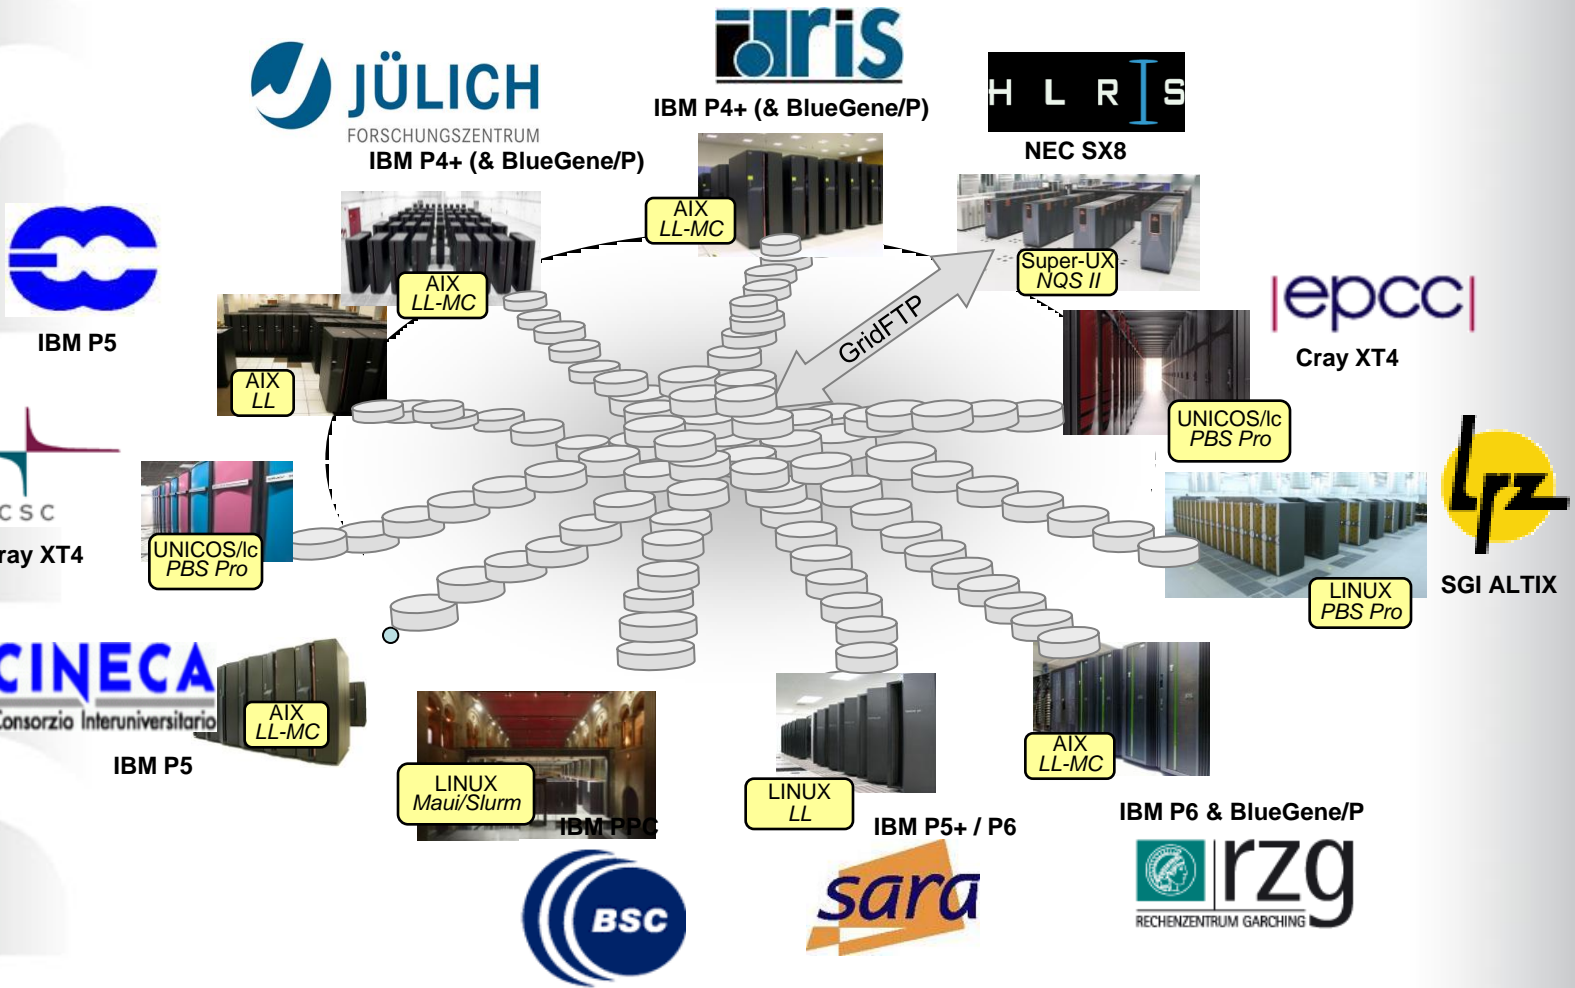 idris
JÜLICH
FORSCHUNGSZENTRUM
IBM P4+ (& BlueGene/P)
IBM P4+ (& BlueGene/P)
H L R I S
NEC SX8
AIX
LL-MC
AIX
LL-MC
Super-UX
NQS II
GridFTP
|epcc|
Cray XT4
IBM P5
AIX
LL
UNICOS/lc
PBS Pro
CSC
ray XT4
UNICOS/lc
PBS Pro
lrz
SGI ALTIX
LINUX
PBS Pro
CINECA
Consorzio Interuniversitario
AIX
LL-MC
IBM P5
LINUX
Maui/Slurm
IBM PPC
BSC
LINUX
LL
IBM P5+ / P6
sara
AIX
LL-MC
IBM P6 & BlueGene/P
rzg
RECHENZENTRUM GARCHING